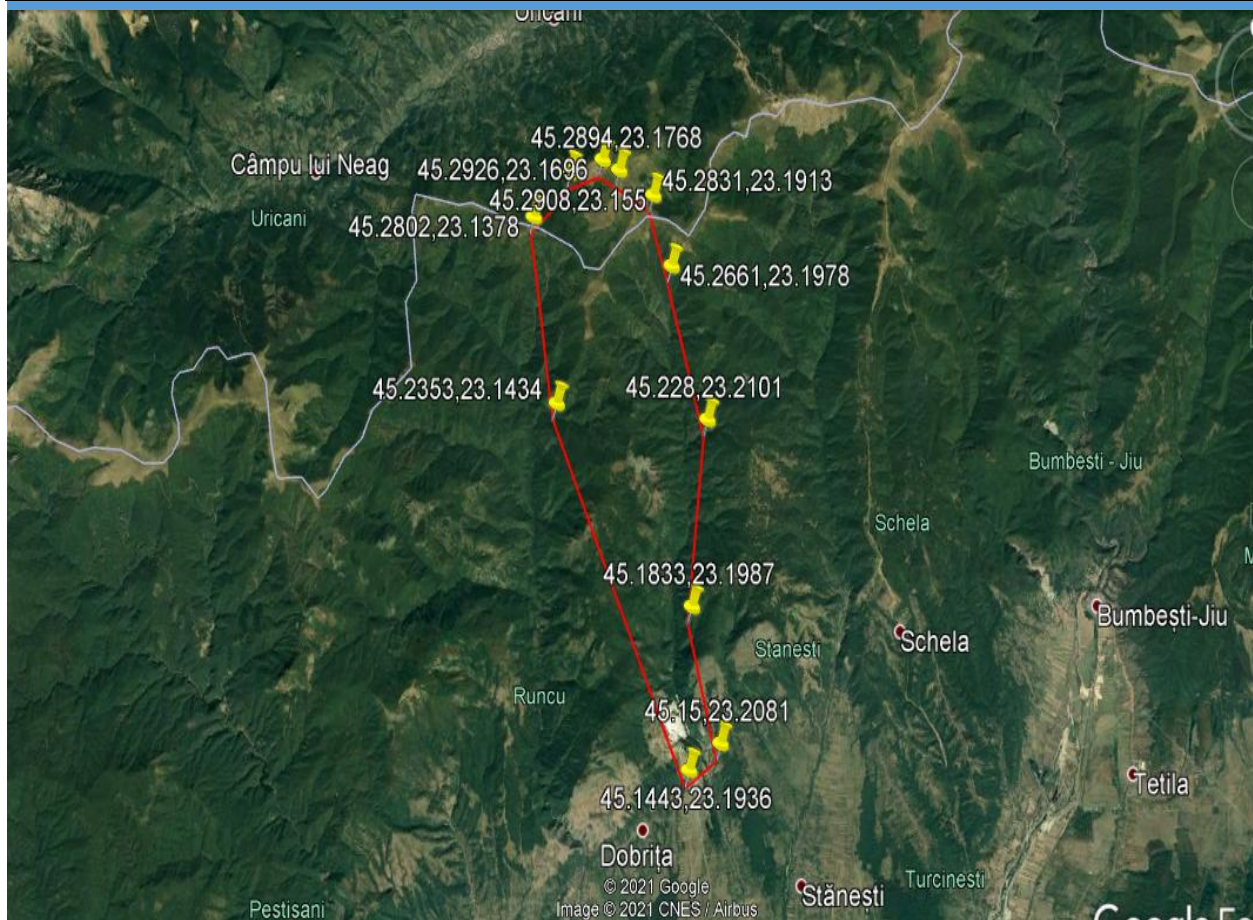 Uricani
45.2894,23.1768
Câmpu lui Neag
45.2926,23.1696
45.2831,23.1913
45.2908,23.155
Uricani
45.2802,23.1378
45.2661,23.1978
45.2353,23.1434
45.228,23.2101
Bumbesti - Jiu
Schela
45.1833,23.1987
Bumbești-Jiu
Schela
Stanesti
Runcu
45.15,23.2081
Tetila
45.1443,23.1936
Dobrița
© 2021 Google
Turcinesti
Stănești
Pestisani
Image © 2021 CNES / Airbus